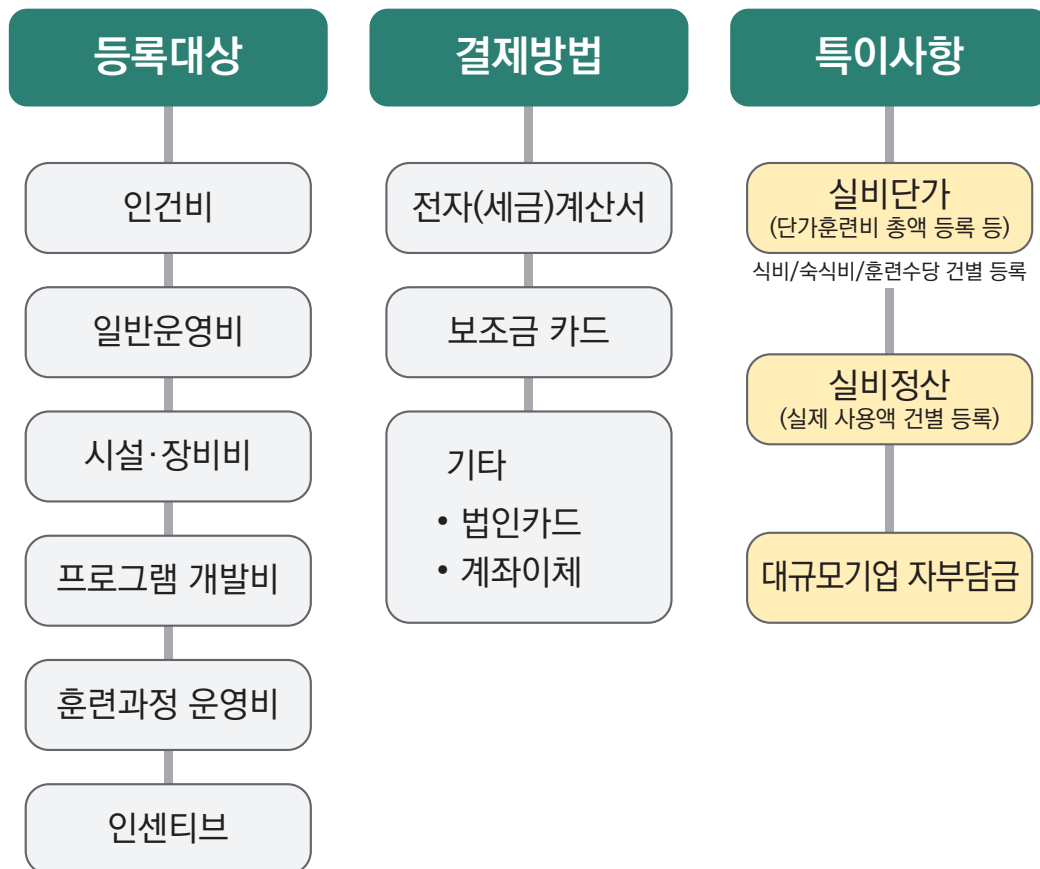 등록대상
인건비
일반운영비
시설·장비비
프로그램 개발비
훈련과정 운영비
인센티브
결제방법
전자(세금)계산서
보조금 카드
기타
• 법인카드
• 계좌이체
특이사항
실비단가
(단가훈련비 총액 등록 등)
식비/숙식비/훈련수당 건별 등록
실비정산
(실제 사용액 건별 등록)
대규모기업 자부담금